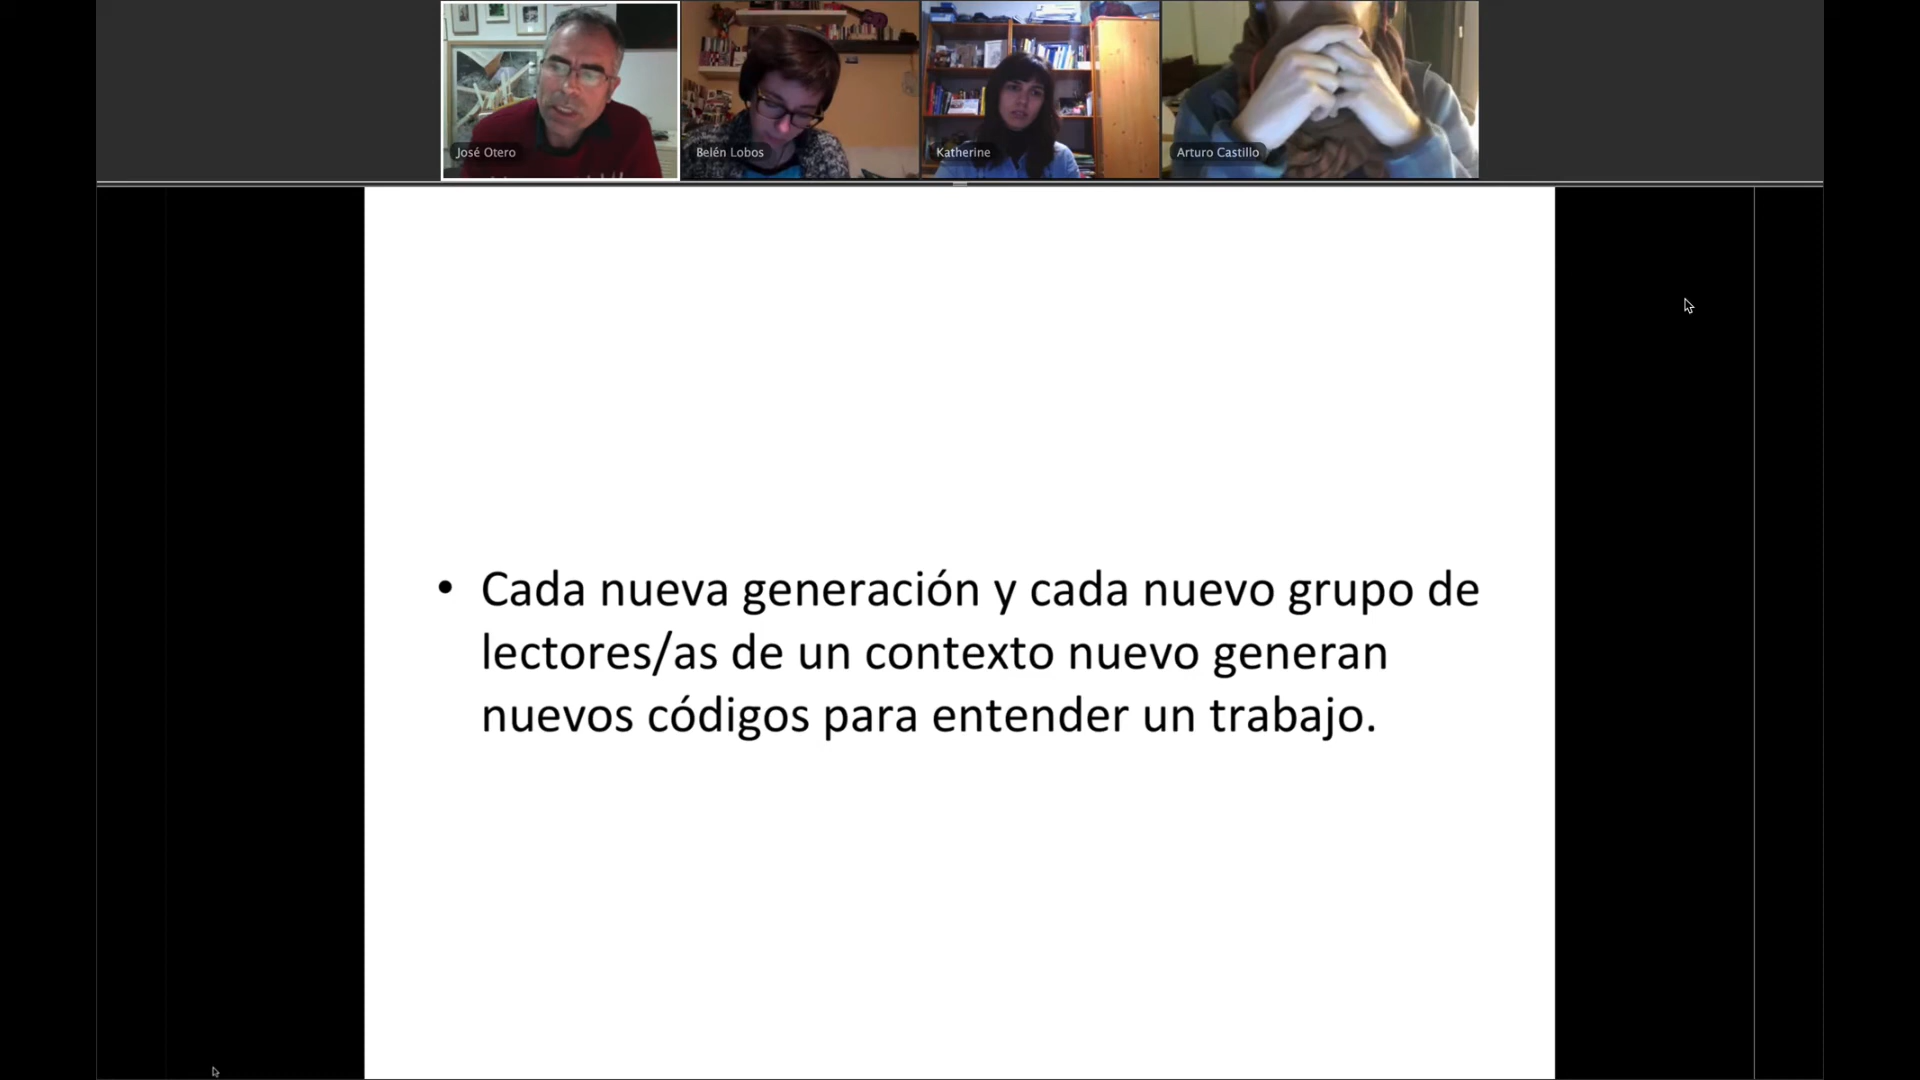 José Otero
Belén Lobos
Katherine
Arturo Castillo
• Cada nueva generación y cada nuevo grupo de
lectores/as de un contexto nuevo generan
nuevos códigos para entender un trabajo.